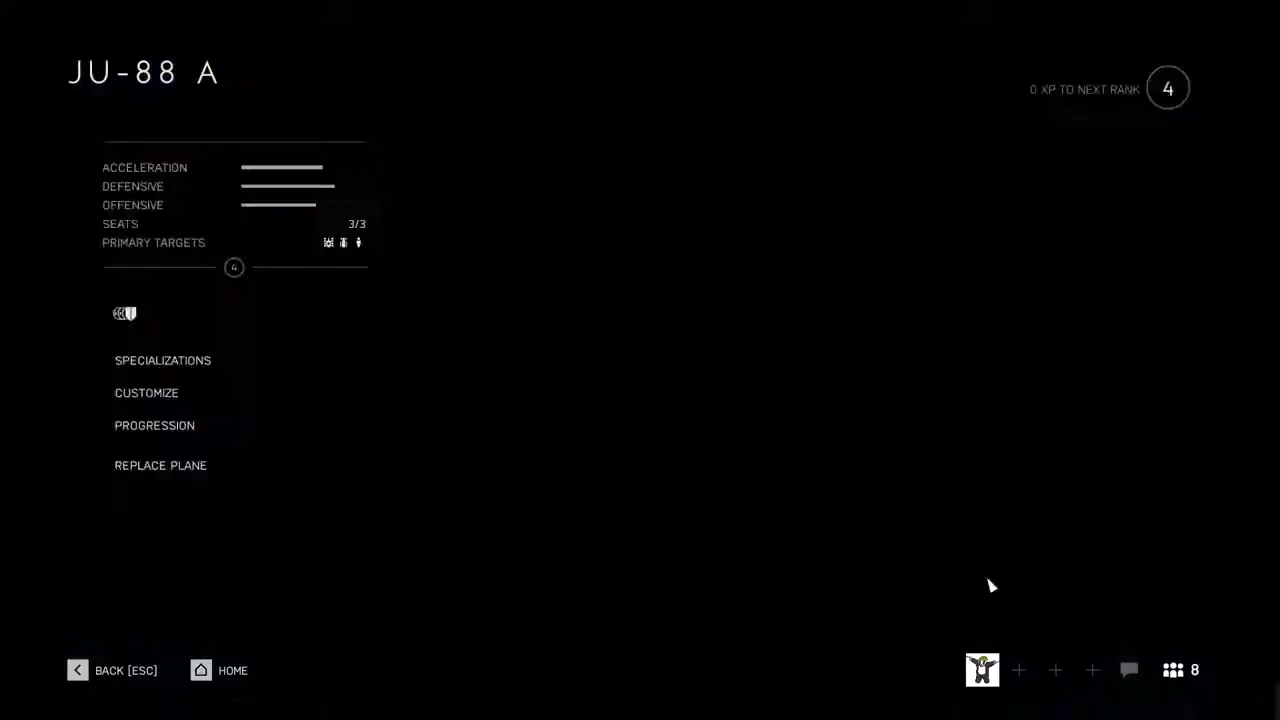 JU-88 A
0 XP TO NEXT RANK 4
ACCELERATION
DEFENSIVE
OFFENSIVE
SEATS 3/3
PRIMARY TARGETS
4
SPECIALIZATIONS
CUSTOMIZE
PROGRESSION
REPLACE PLANE
BACK [ESC] HOME
8